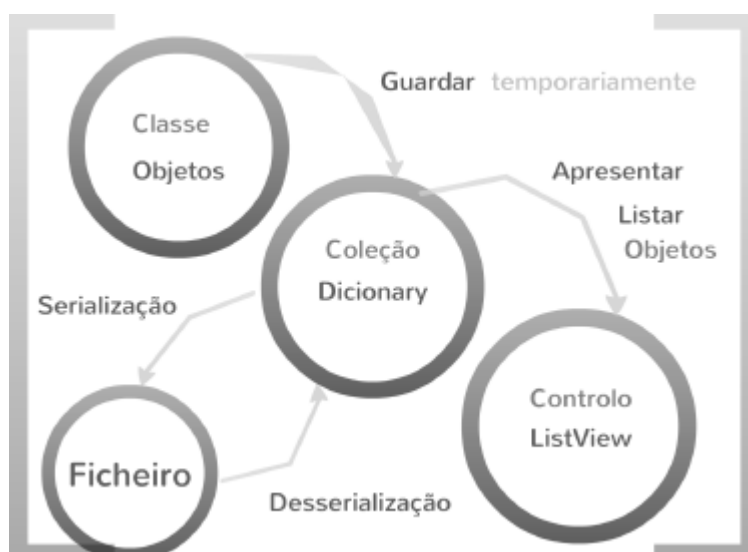 Guardar temporariamente
Classe
Objetos
Apresentar
Listar
Objetos
Coleção
Dicionary
Serialização
Controlo
ListView
Ficheiro
Desserialização